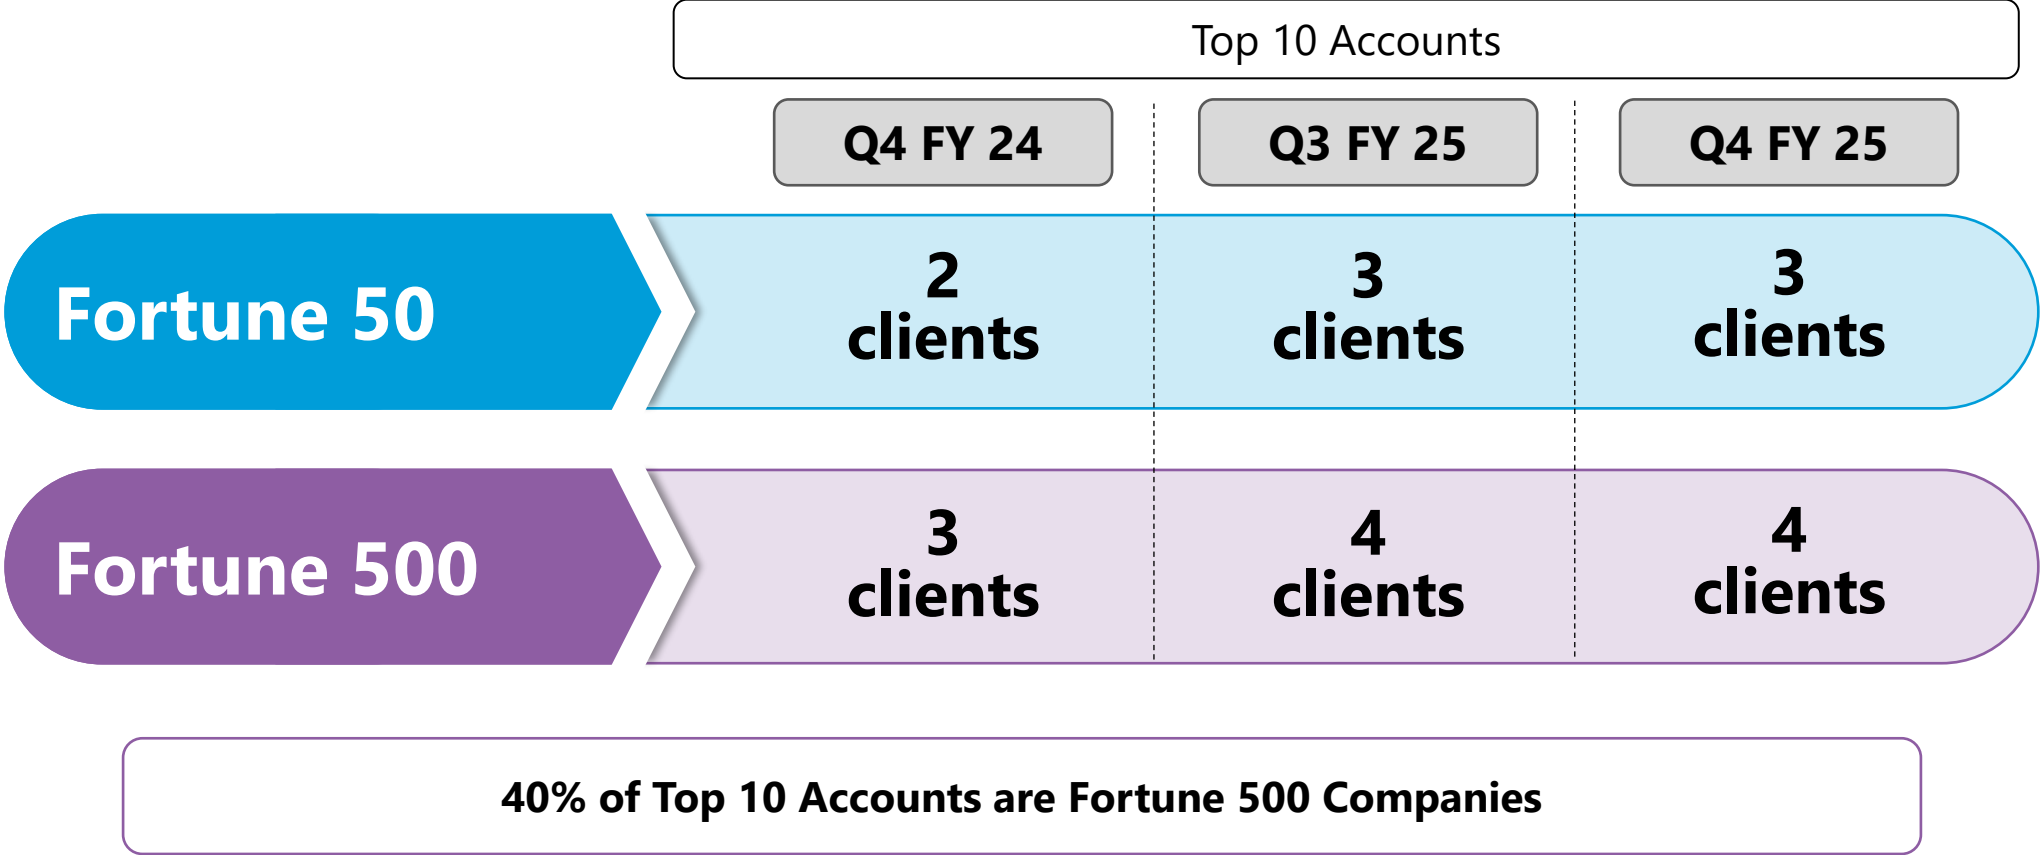 Top 10 Accounts
Q4 FY 24
Q3 FY 25
Q4 FY 25
Fortune 50
2
clients
3
clients
3
clients
Fortune 500
3
clients
4
clients
4
clients
40% of Top 10 Accounts are Fortune 500 Companies